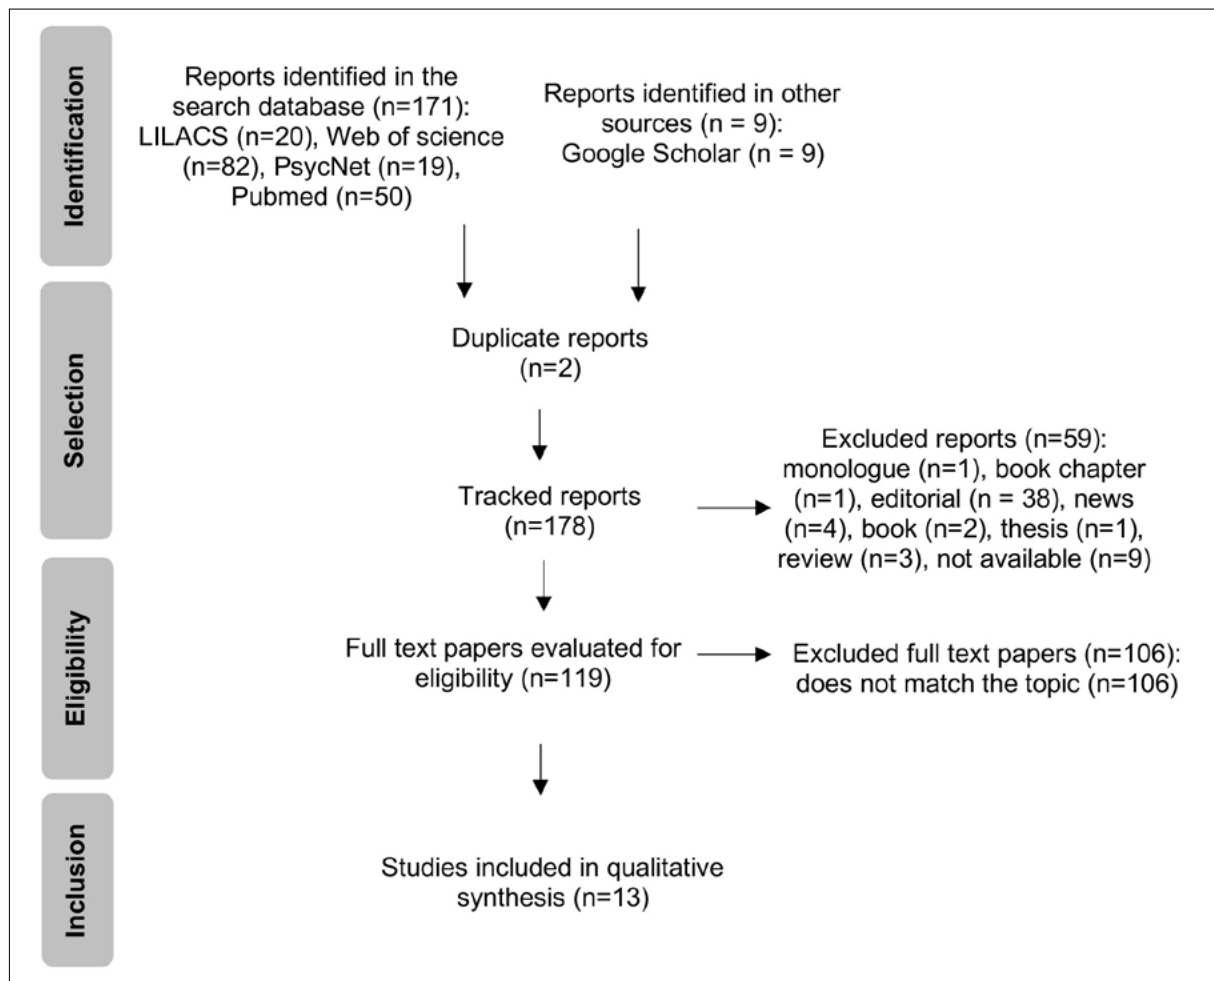 Identification
Reports identified in the
search database (n=171):
LILACS (n=20), Web of science
(n=82), PsycNet (n=19),
Pubmed (n=50)
Reports identified in other
sources (n = 9):
Google Scholar (n = 9)
Selection
Duplicate reports
(n=2)
Tracked reports
(n=178)
Excluded reports (n=59):
monologue (n=1), book chapter
(n=1), editorial (n = 38), news
(n=4), book (n=2), thesis (n=1),
review (n=3), not available (n=9)
Eligibility
Full text papers evaluated for
eligibility (n=119)
Excluded full text papers (n=106):
does not match the topic (n=106)
Inclusion
Studies included in qualitative
synthesis (n=13)